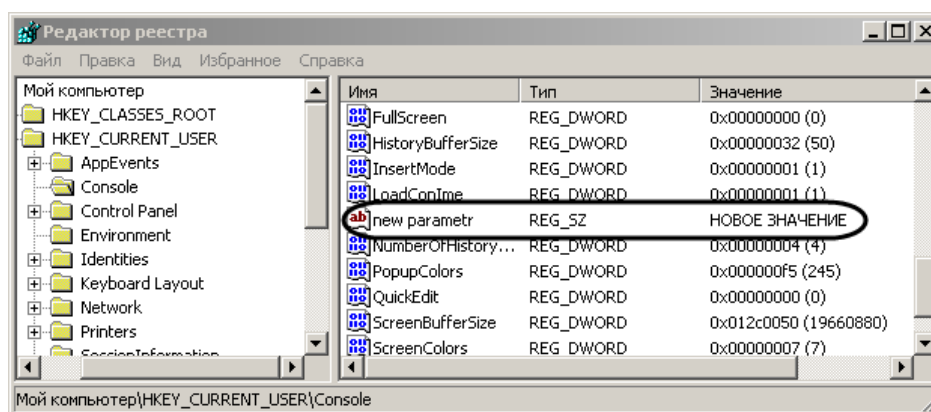 Редактор реестра
Файл Правка Вид Избранное Справка
Мой компьютер
HKEY_CLASSES_ROOT
HKEY_CURRENT_USER
AppEvents
Console
Control Panel
Environment
Identities
Keyboard Layout
Network
Printers
SessionInformation
Имя Тип Значение
FullScreen REG_DWORD 0x00000000 (0)
HistoryBufferSize REG_DWORD 0x00000032 (50)
InsertMode REG_DWORD 0x00000001 (1)
LoadConIme REG_DWORD 0x00000001 (1)
new parametr REG_SZ НОВОЕ ЗНАЧЕНИЕ
NumberOfHistory... REG_DWORD 0x00000004 (4)
PopupColors REG_DWORD 0x000000f5 (245)
QuickEdit REG_DWORD 0x00000000 (0)
ScreenBufferSize REG_DWORD 0x012c0050 (19660880)
ScreenColors REG_DWORD 0x00000007 (7)
Мой компьютер\HKEY_CURRENT_USER\Console